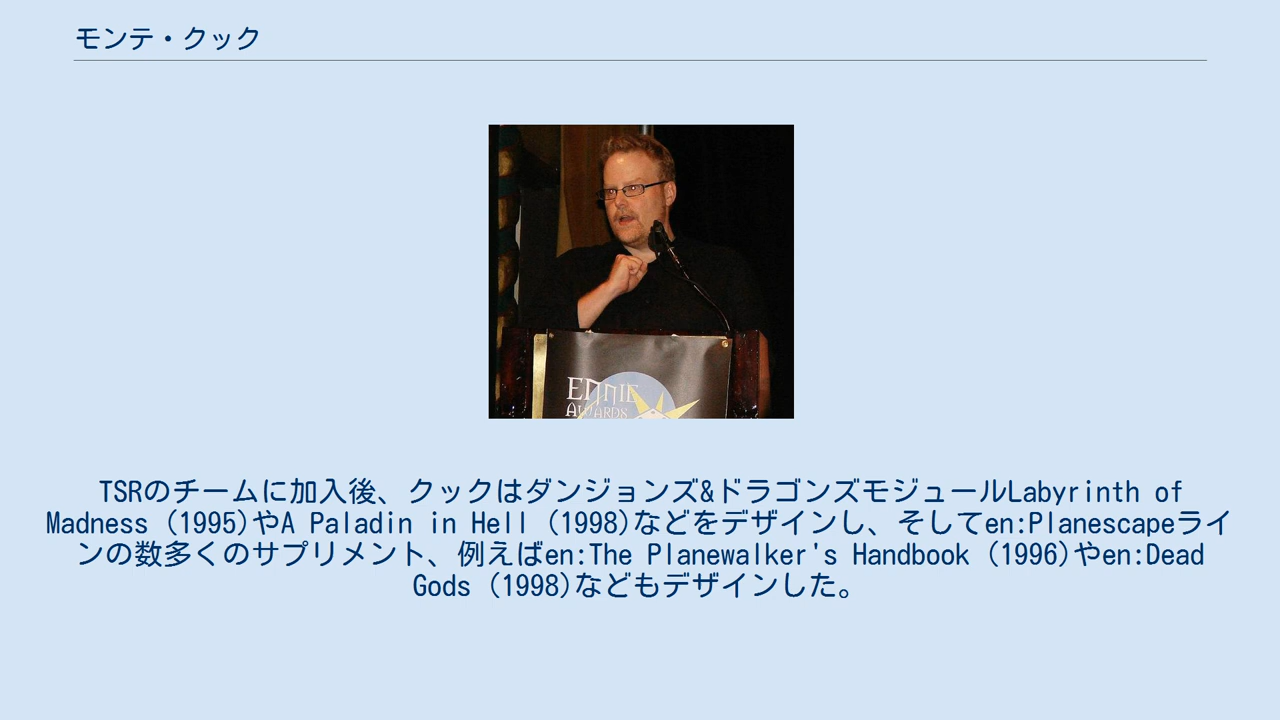 モンテ・クック
ENNIE
AWARDS
TSRのチームに加入後、クックはダンジョンズ&ドラゴンズモジュールLabyrinth of
Madness (1995)やA Paladin in Hell (1998)などをデザインし、そしてen:Planescapeライ
ンの数多くのサプリメント、例えばen:The Planewalker's Handbook (1996)やen:Dead
Gods (1998)などもデザインした。